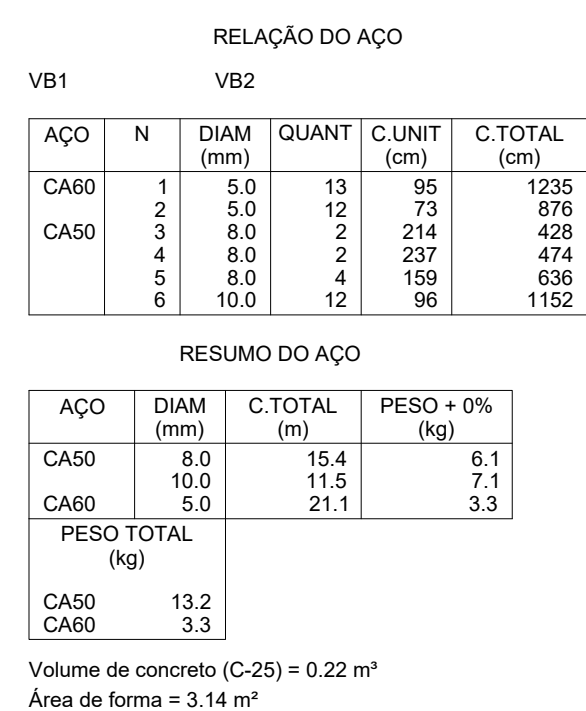 RELAÇÃO DO AÇO
VB1 VB2
AÇO N DIAM QUANT C.UNIT C.TOTAL
(mm) (cm) (cm)
CA60 1 5.0 13 95 1235
2 5.0 12 73 876
CA50 3 8.0 2 214 428
4 8.0 2 237 474
5 8.0 4 159 636
6 10.0 12 96 1152
RESUMO DO AÇO
AÇO DIAM C.TOTAL PESO + 0%
(mm) (m) (kg)
CA50 8.0 15.4 6.1
10.0 11.5 7.1
CA60 5.0 21.1 3.3
PESO TOTAL
(kg)
CA50 13.2
CA60 3.3
Volume de concreto (C-25) = 0.22 m³
Área de forma = 3.14 m²